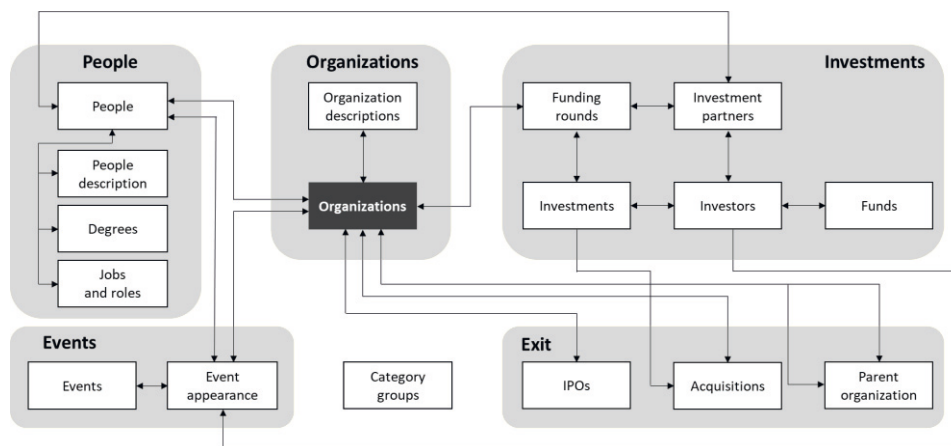 People
People
People
description
Degrees
Jobs
and roles
Organizations
Organization
descriptions
Organizations
Investments
Funding
rounds
Investment
partners
Investments
Investors
Funds
Events
Events
Event
appearance
Category
groups
Exit
IPOs
Acquisitions
Parent
organization